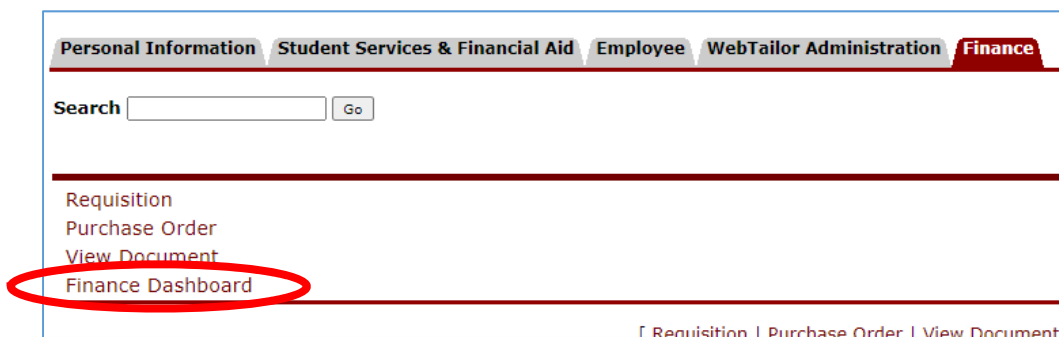 Personal Information Student Services & Financial Aid Employee WebTailor Administration Finance
Search Go
Requisition
Purchase Order
View Document
Finance Dashboard
[ Requisition | Purchase Order | View Document